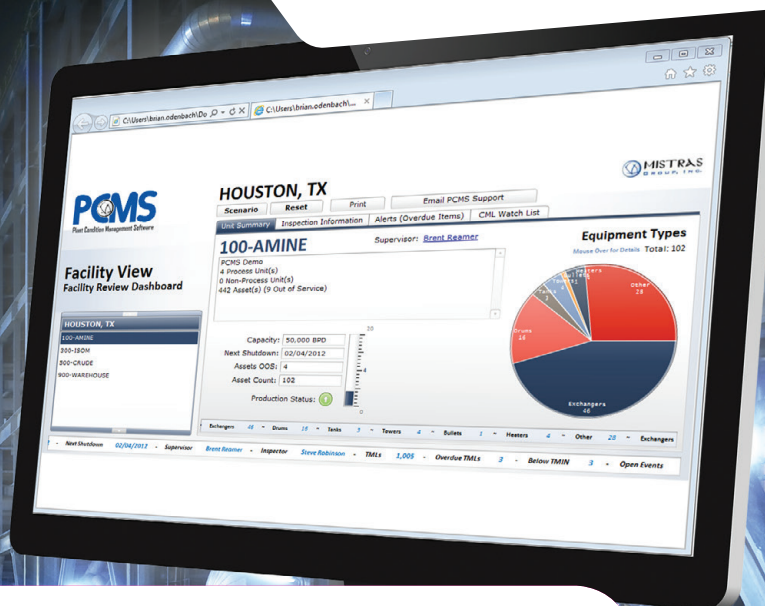 C:\Users\brian.odenbach\Do
C:\Users\brian.odenbach\...
MISTRAS
GROUP, INC.
PCMS
Plant Condition Management Software
HOUSTON, TX
Scenario Reset Print Email PCMS Support
Unit Summary Inspection Information Alerts (Overdue Items) CML Watch List
Facility View
Facility Review Dashboard
HOUSTON, TX
100-AMINE
300-ISOM
500-CRUDE
900-WAREHOUSE
100-AMINE
Supervisor: Brent Reamer
PCMS Demo
4 Process Unit(s)
0 Non-Process Unit(s)
442 Asset(s) (9 Out of Service)
Capacity: 50,000 BPD
Next Shutdown: 02/04/2012
Assets OOS: 4
Asset Count: 102
Production Status:
20
4
0
Equipment Types
Mouse Over for Details Total: 102
Other
28
Drums
16
Tanks
3
Towers
4
Exchangers
46
Exchangers 46 ~ Drums ~ Tanks 3 ~ Towers 4 ~ Bullets 1 ~ Heaters 4 ~ Other 28 ~ Exchangers
- Next Shutdown 02/04/2012 - Supervisor Brent Reamer - Inspector Steve Robinson - TMLs 1,005 - Overdue TMLs 3 - Below TMIN 3 - Open Events